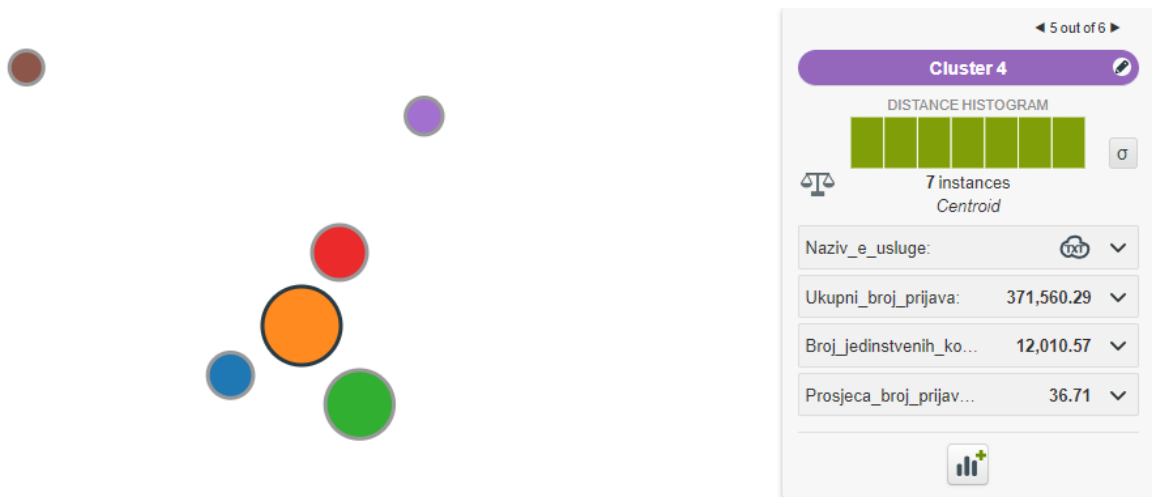 ◄ 5 out of 6 ►
Cluster 4
DISTANCE HISTOGRAM
σ
7 instances
Centroid
Naziv_e_usluge: TXT
Ukupni_broj_prijava: 371,560.29
Broj_jedinstvenih_ko... 12,010.57
Prosjeca_broj_prijav... 36.71